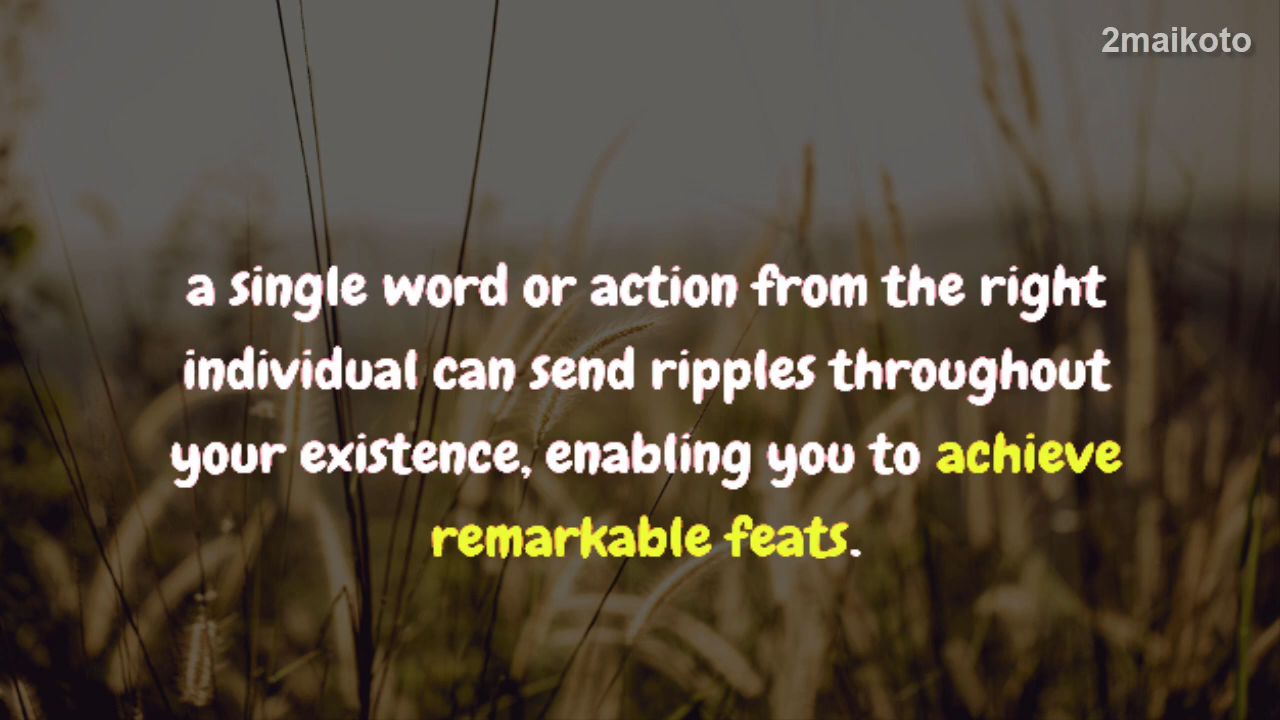 2maikoto
a single word or action from the right
individual can send ripples throughout
your existence, enabling you to achieve
remarkable feats.